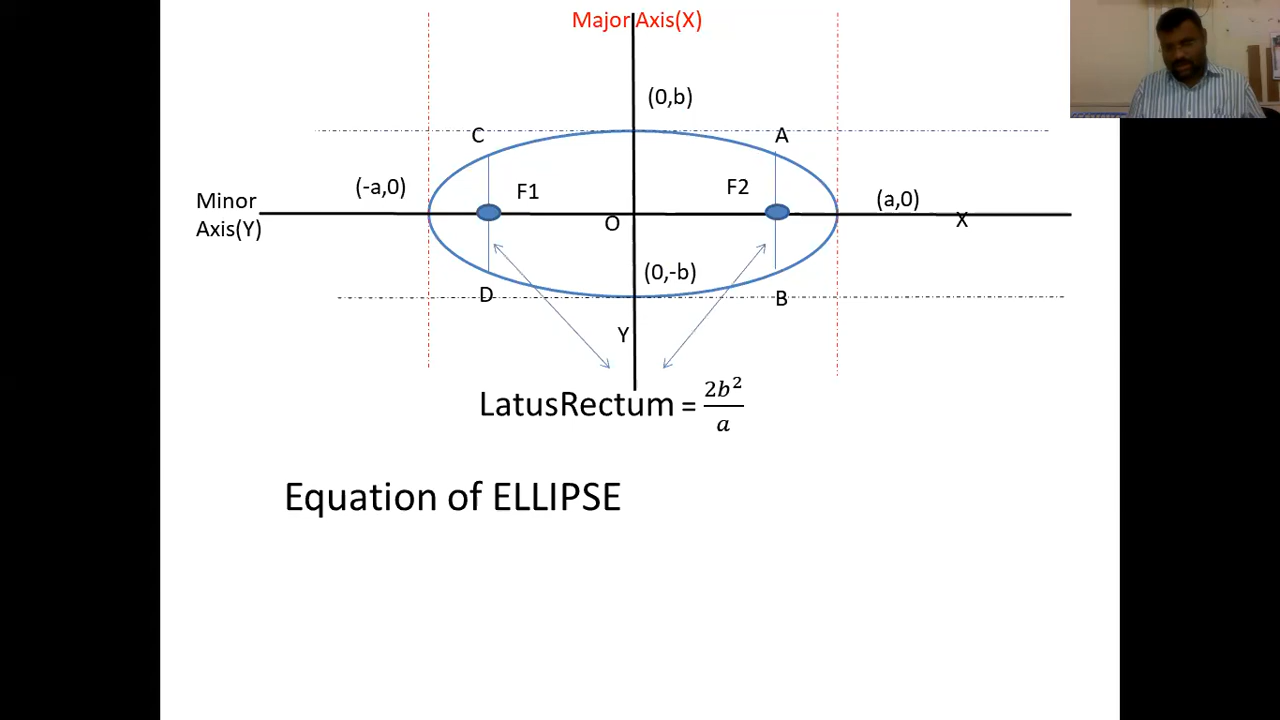 Major Axis(X)
(0,b)
C
A
(-a,0)
F1
F2
Minor
Axis(Y)
(a,0)
O
X
(0,-b)
D
B
Y
LatusRectum = 2b²/a
Equation of ELLIPSE